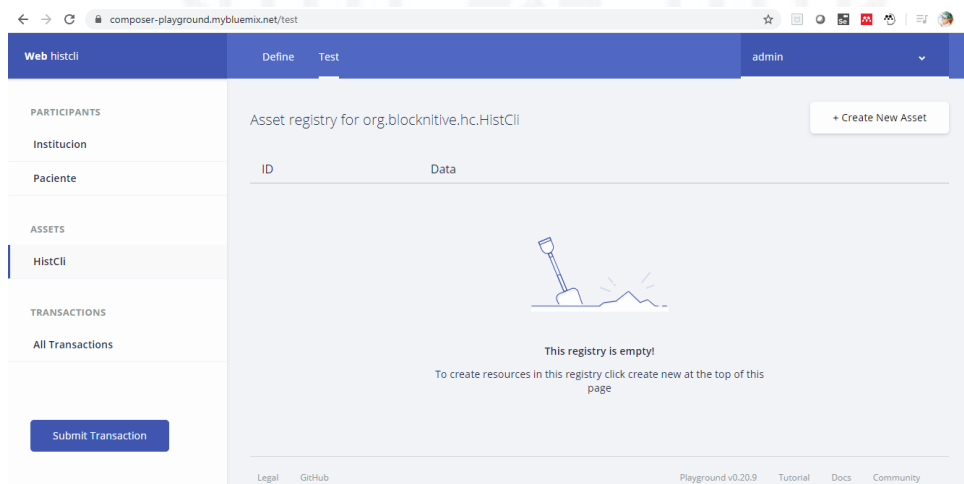 composer-playground.mybluemix.net/test
Web histcli
Define Test
admin
PARTICIPANTS
Institucion
Paciente
ASSETS
HistCli
TRANSACTIONS
All Transactions
Submit Transaction
Asset registry for org.blocknitive.hc.HistCli
+ Create New Asset
ID Data
This registry is empty!
To create resources in this registry click create new at the top of this
page
Legal GitHub
Playground v0.20.9 Tutorial Docs Community